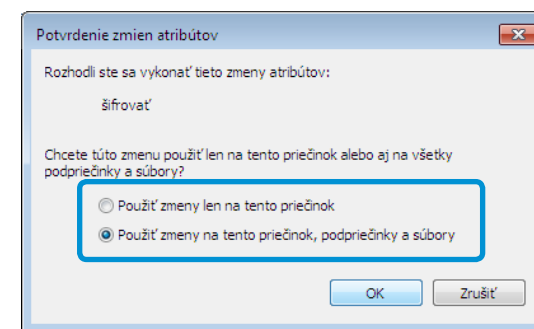 Potvrdenie zmien atribútov
Rozhodli ste sa vykonať tieto zmeny atribútov:
šifrovať
Chcete túto zmenu použiť len na tento priečinok alebo aj na všetky
podpriečinky a súbory?
Použiť zmeny len na tento priečinok
Použiť zmeny na tento priečinok, podpriečinky a súbory
OK
Zrušiť